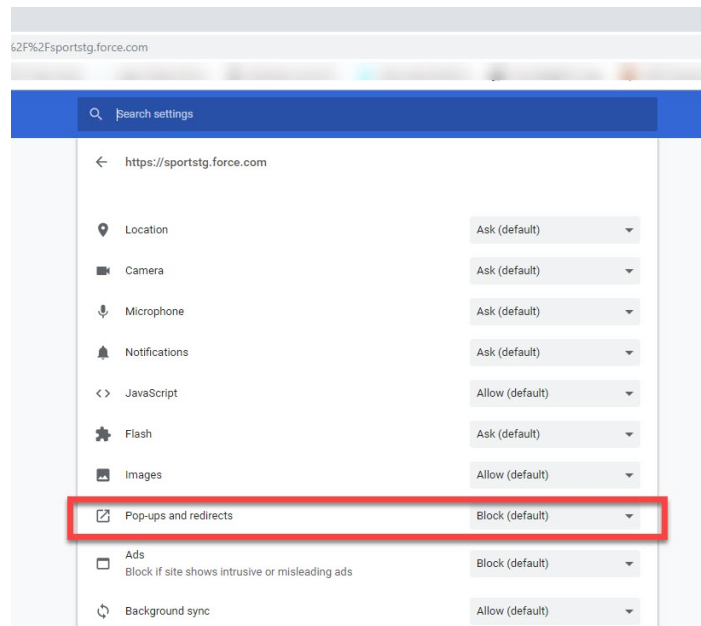 %2F%2Fsportstg.force.com
Search settings
https://sportstg.force.com
Location Ask (default)
Camera Ask (default)
Microphone Ask (default)
Notifications Ask (default)
JavaScript Allow (default)
Flash Ask (default)
Images Allow (default)
Pop-ups and redirects Block (default)
Ads
Block if site shows intrusive or misleading ads Block (default)
Background sync Allow (default)